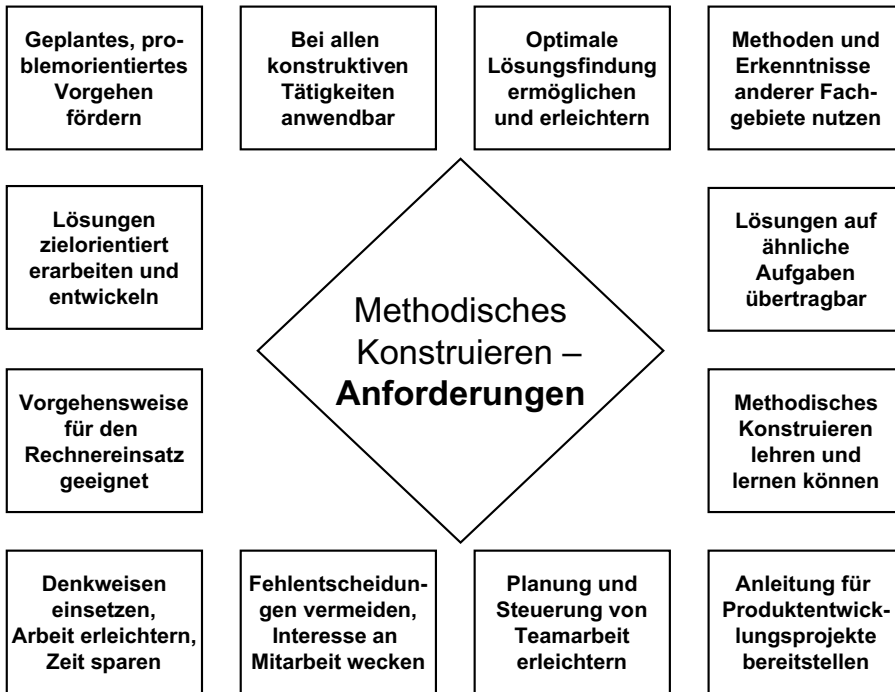 Geplantes, pro-
blemorientiertes
Vorgehen
fördern
Bei allen
konstruktiven
Tätigkeiten
anwendbar
Optimale
Lösungsfindung
ermöglichen
und erleichtern
Methoden und
Erkenntnisse
anderer Fach-
gebiete nutzen
Lösungen
zielorientiert
erarbeiten und
entwickeln
Methodisches
Konstruieren –
Anforderungen
Lösungen auf
ähnliche
Aufgaben
übertragbar
Vorgehensweise
für den
Rechnereinsatz
geeignet
Methodisches
Konstruieren
lehren und
lernen können
Denkweisen
einsetzen,
Arbeit erleichtern,
Zeit sparen
Fehlentscheidun-
gen vermeiden,
Interesse an
Mitarbeit wecken
Planung und
Steuerung von
Teamarbeit
erleichtern
Anleitung für
Produktentwick-
lungsprojekte
bereitstellen